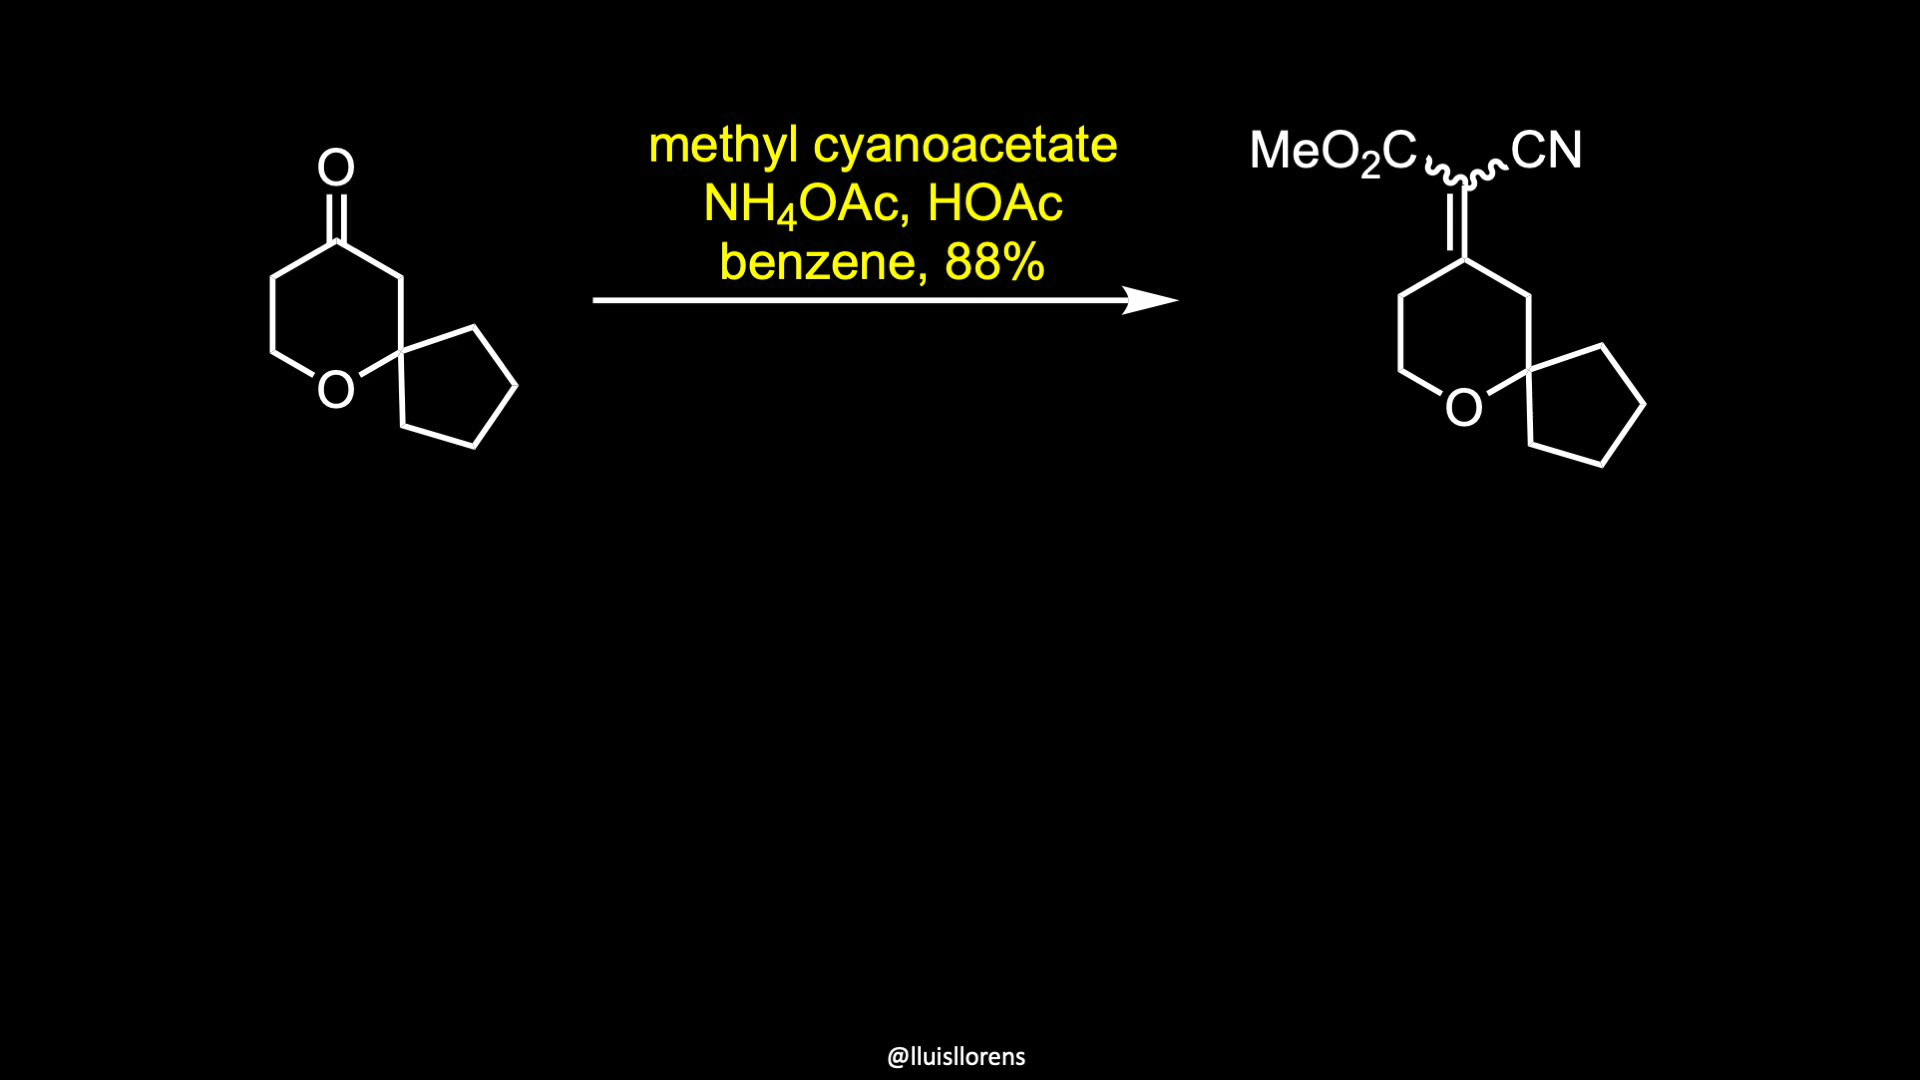 O
O
methyl cyanoacetate
NH₄OAc, HOAc
benzene, 88%
MeO₂C
CN
O
@lluisllorens